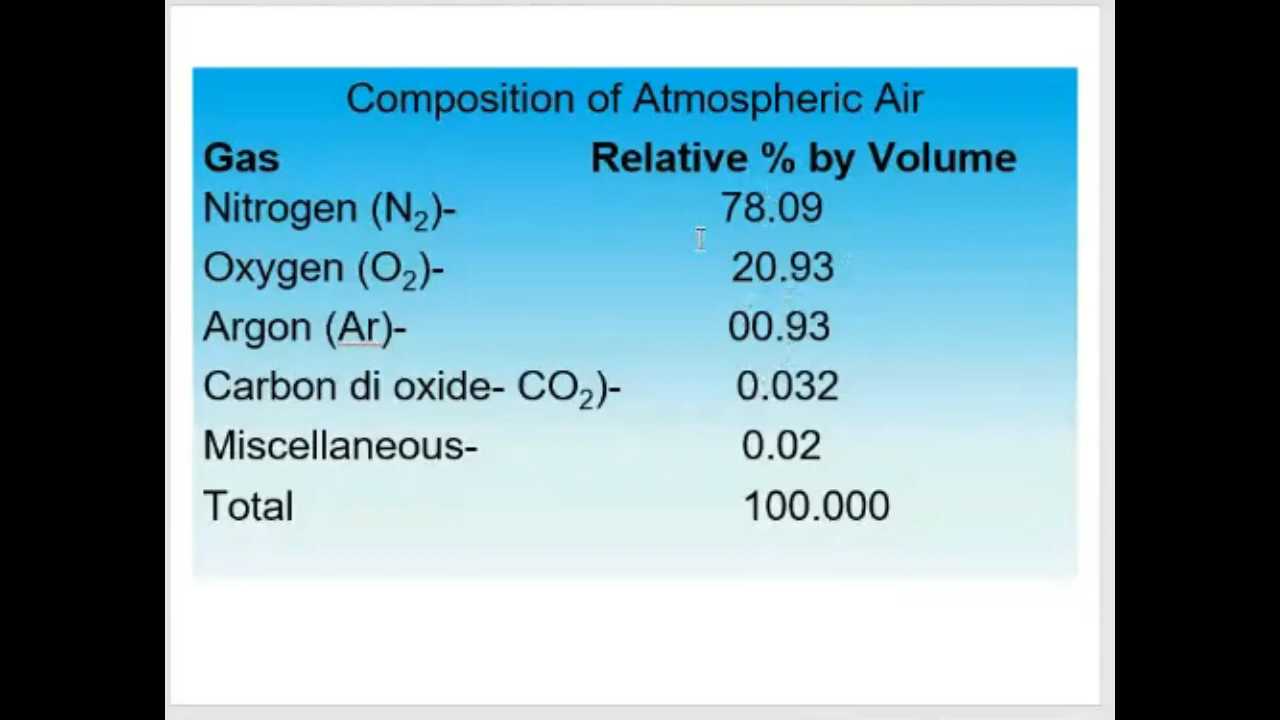 Composition of Atmospheric Air
Gas Relative % by Volume
Nitrogen (N₂)- 78.09
Oxygen (O₂)- 20.93
Argon (Ar)- 00.93
Carbon di oxide- CO₂)- 0.032
Miscellaneous- 0.02
Total 100.000